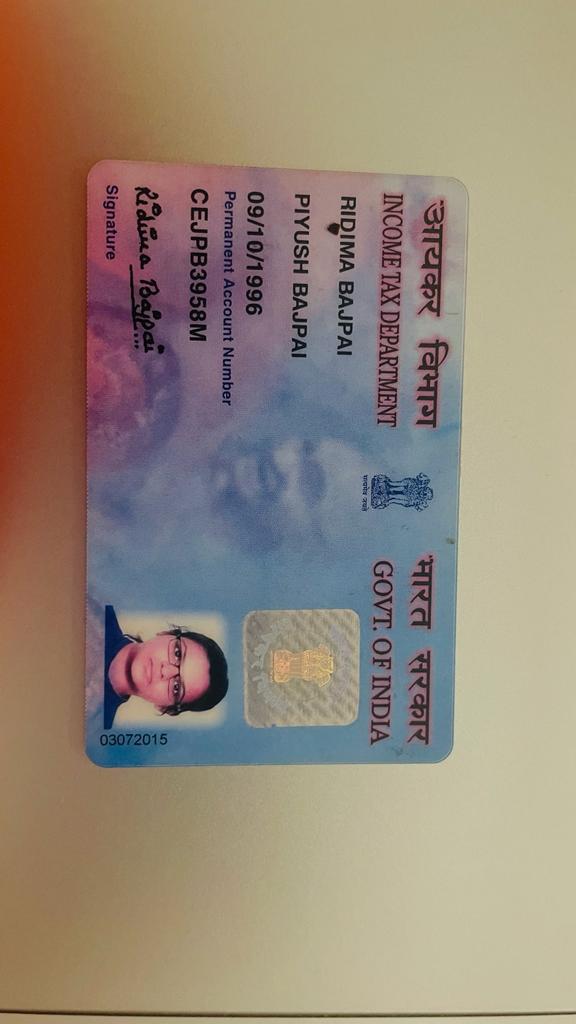 आयकर विभाग
INCOME TAX DEPARTMENT
भारत सरकार
GOVT. OF INDIA
सत्यमेव जयते
RIDIMA BAJPAI
PIYUSH BAJPAI
09/10/1996
Permanent Account Number
CEJPB3958M
Ridima Bajpai
Signature
03072015